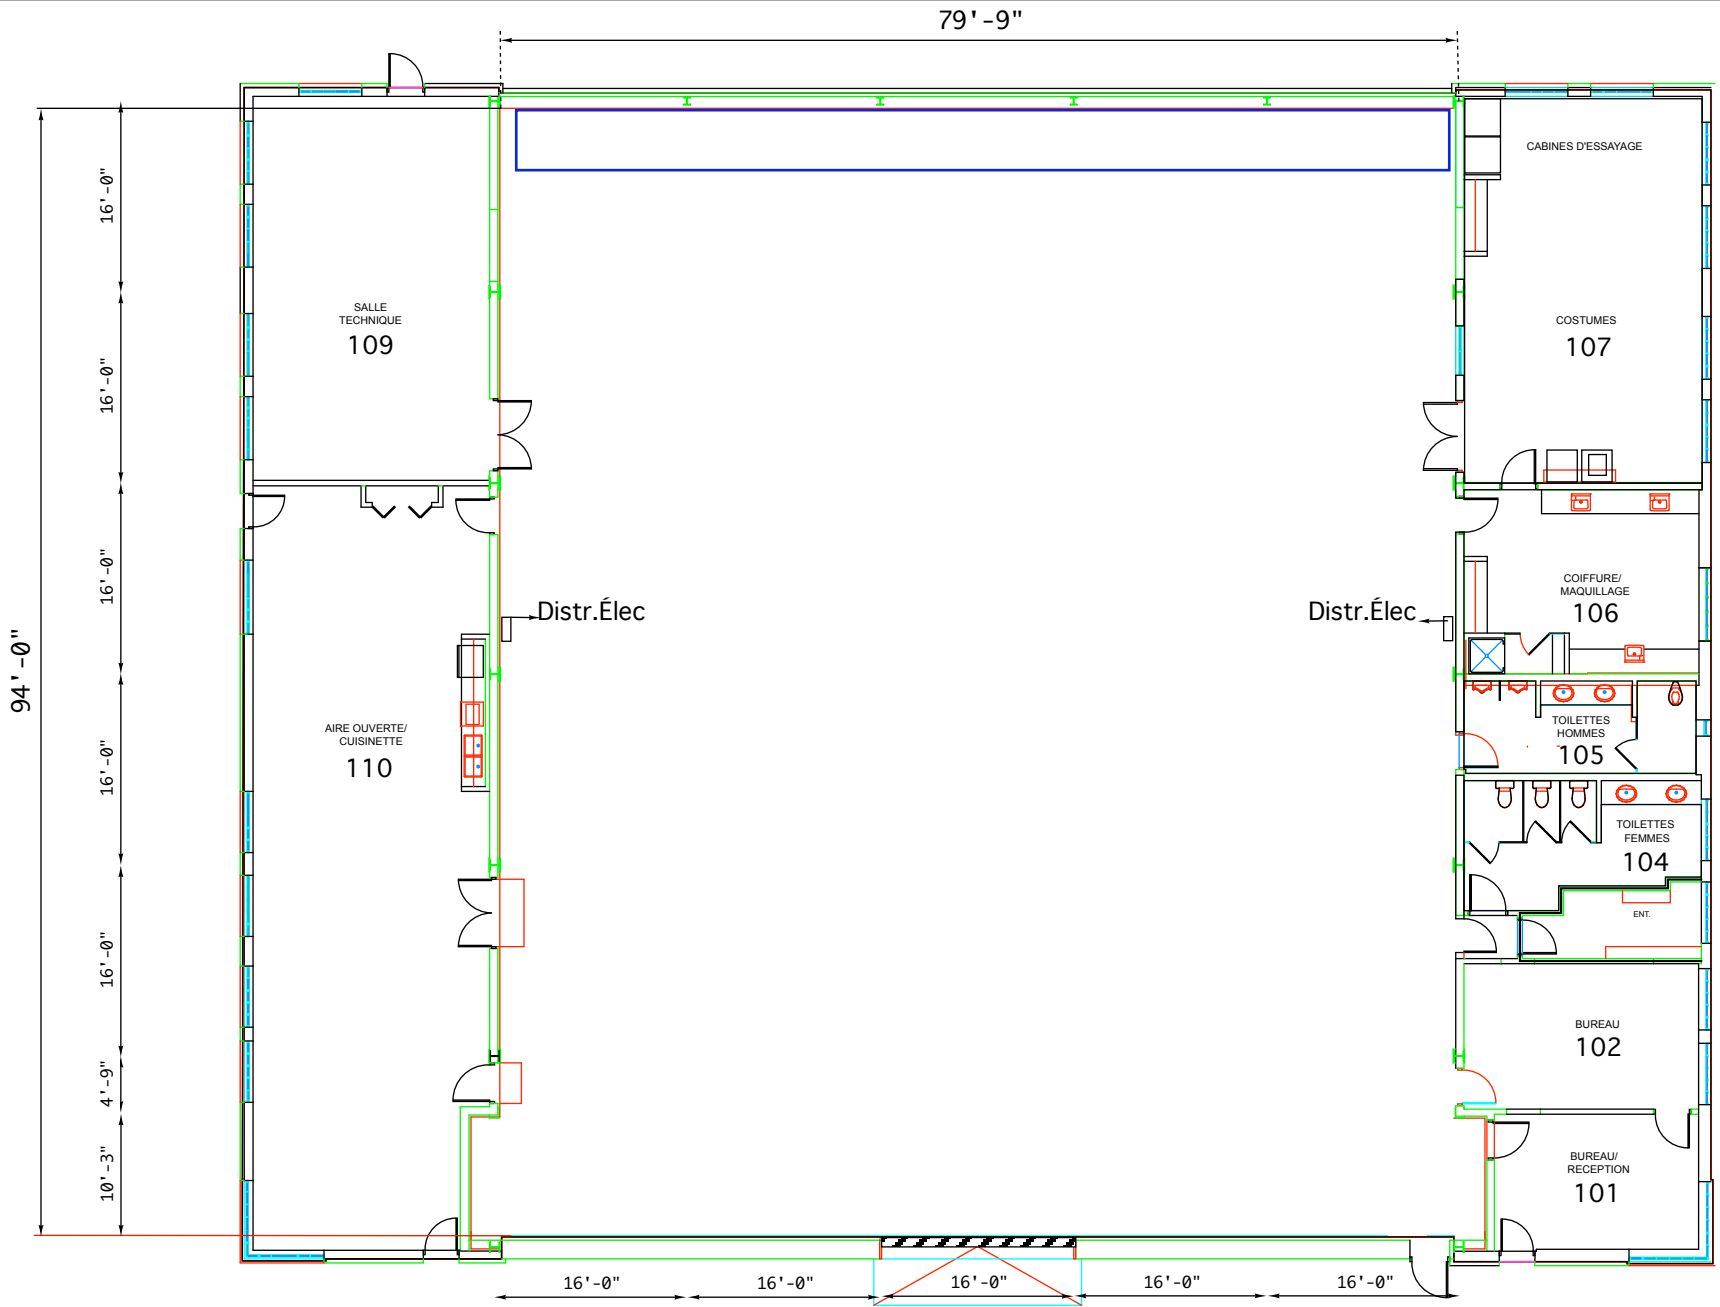 79'-9"
CABINES D'ESSAYAGE
16'-0"
SALLE
TECHNIQUE
109
COSTUMES
107
16'-0"
16'-0"
COIFFURE/
MAQUILLAGE
106
Distr.Élec
Distr.Élec
94'-0"
AIRE OUVERTE/
CUISINETTE
110
TOILETTES
HOMMES
105
16'-0"
TOILETTES
FEMMES
104
ENT.
16'-0"
BUREAU
102
4'-9"
BUREAU/
RECEPTION
101
10'-3"
16'-0"
16'-0"
16'-0"
16'-0"
16'-0"